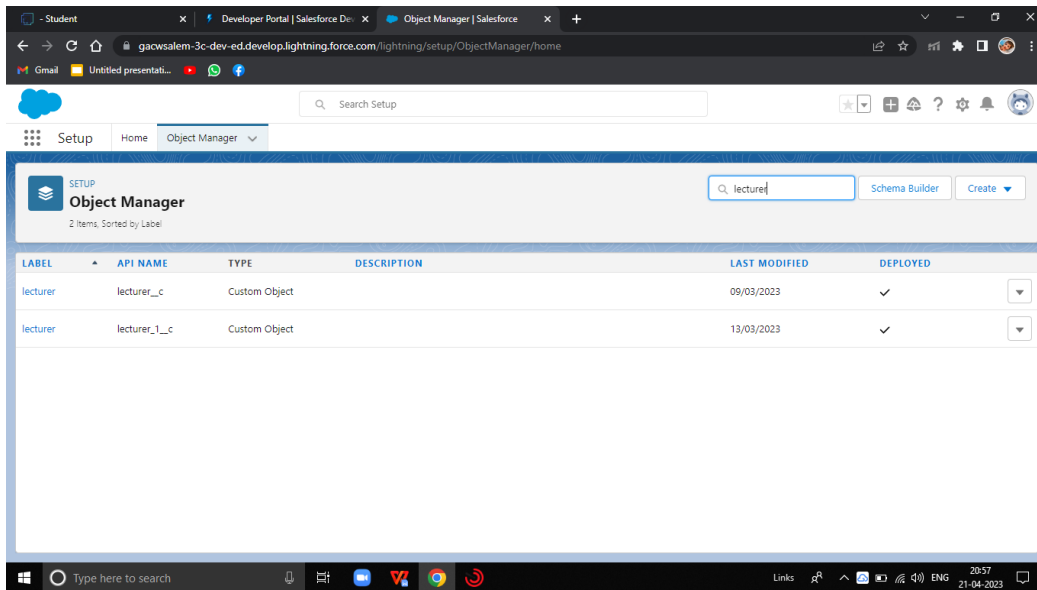 - Student
Developer Portal | Salesforce Dev
Object Manager | Salesforce
gacwsalem-3c-dev-ed.develop.lightning.force.com/lightning/setup/ObjectManager/home
Gmail
Untitled presentati...
Search Setup
Setup
Home
Object Manager
SETUP
Object Manager
2 Items, Sorted by Label
lecturer
Schema Builder
Create
LABEL API NAME TYPE DESCRIPTION LAST MODIFIED DEPLOYED
lecturer lecturer__c Custom Object 09/03/2023
lecturer lecturer_1__c Custom Object 13/03/2023
Type here to search
Links
ENG
20:57
21-04-2023